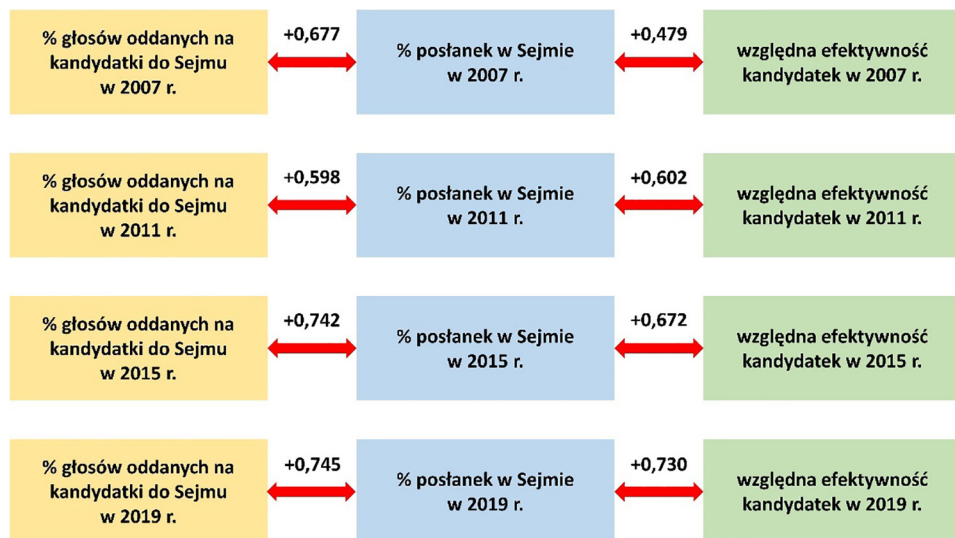 % głosów oddanych na
kandydatki do Sejmu
w 2007 r.
+0,677
% posłanek w Sejmie
w 2007 r.
+0,479
względna efektywność
kandydatek w 2007 r.
% głosów oddanych na
kandydatki do Sejmu
w 2011 r.
+0,598
% posłanek w Sejmie
w 2011 r.
+0,602
względna efektywność
kandydatek w 2011 r.
% głosów oddanych na
kandydatki do Sejmu
w 2015 r.
+0,742
% posłanek w Sejmie
w 2015 r.
+0,672
względna efektywność
kandydatek w 2015 r.
% głosów oddanych na
kandydatki do Sejmu
w 2019 r.
+0,745
% posłanek w Sejmie
w 2019 r.
+0,730
względna efektywność
kandydatek w 2019 r.